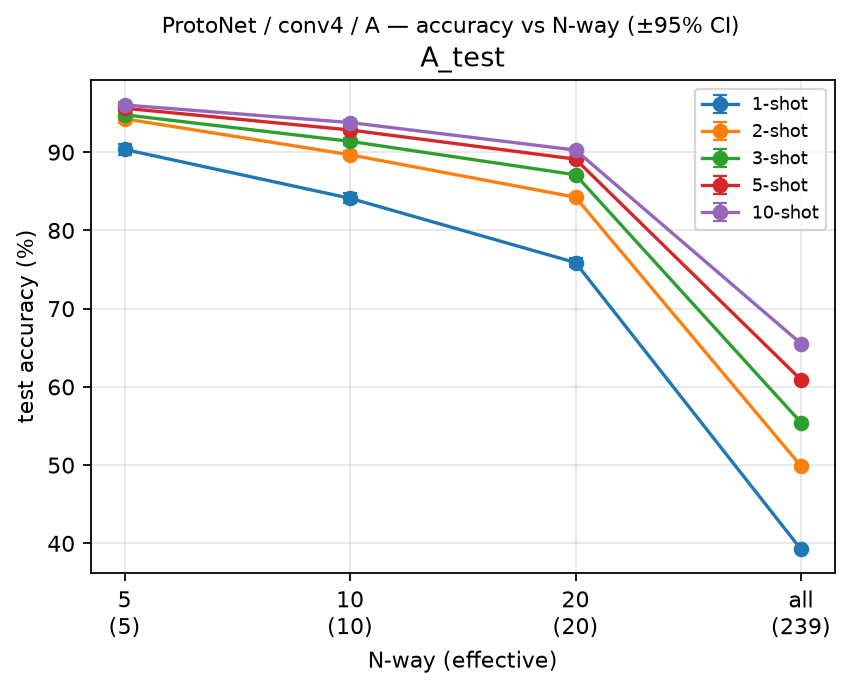 ProtoNet / conv4 / A — accuracy vs N-way (±95% CI)
A_test
1-shot
2-shot
3-shot
5-shot
10-shot
test accuracy (%)
90
80
70
60
50
40
5 10 20 all
(5) (10) (20) (239)
N-way (effective)